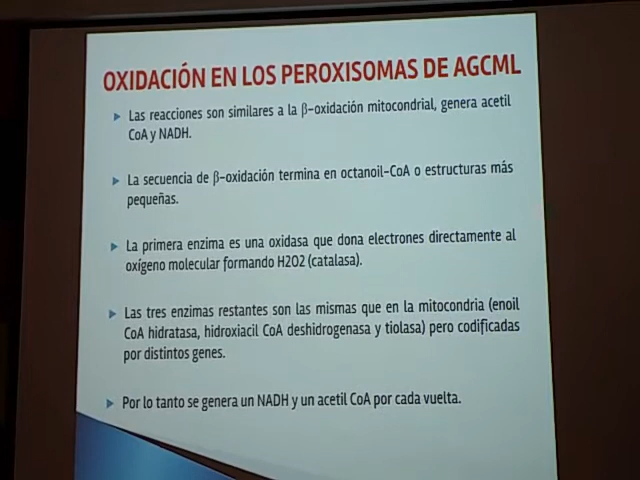 OXIDACIÓN EN LOS PEROXISOMAS DE AGCML
Las reacciones son similares a la β-oxidación mitocondrial, genera acetil
CoA y NADH.
La secuencia de β-oxidación termina en octanoil-CoA o estructuras más
pequeñas.
La primera enzima es una oxidasa que dona electrones directamente al
oxígeno molecular formando H2O2 (catalasa).
Las tres enzimas restantes son las mismas que en la mitocondria (enoil
CoA hidratasa, hidroxiacil CoA deshidrogenasa y tiolasa) pero codificadas
por distintos genes.
Por lo tanto se genera un NADH y un acetil CoA por cada vuelta.